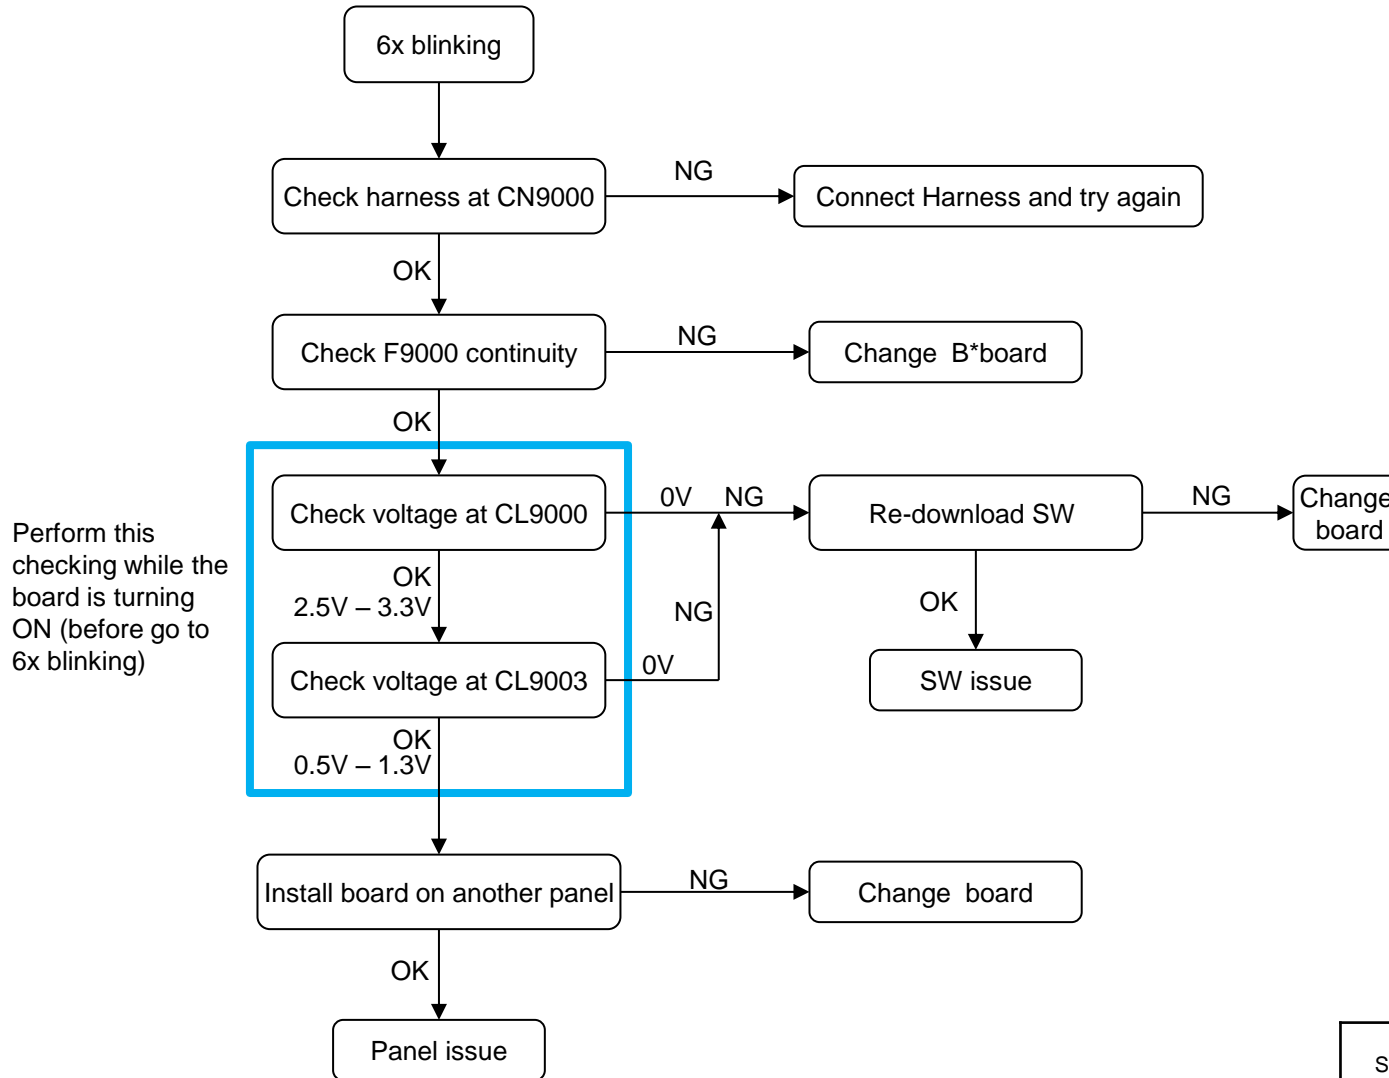 6x blinking
Check harness at CN9000
NG
Connect Harness and try again
OK
Check F9000 continuity
NG
Change  B*board
OK
Perform this
checking while the
board is turning
ON (before go to
6x blinking)
Check voltage at CL9000
0V
NG
Re-download SW
NG
Change
board
OK
2.5V – 3.3V
NG
OK
Check voltage at CL9003
0V
SW issue
OK
0.5V – 1.3V
Install board on another panel
NG
Change  board
OK
Panel issue
S